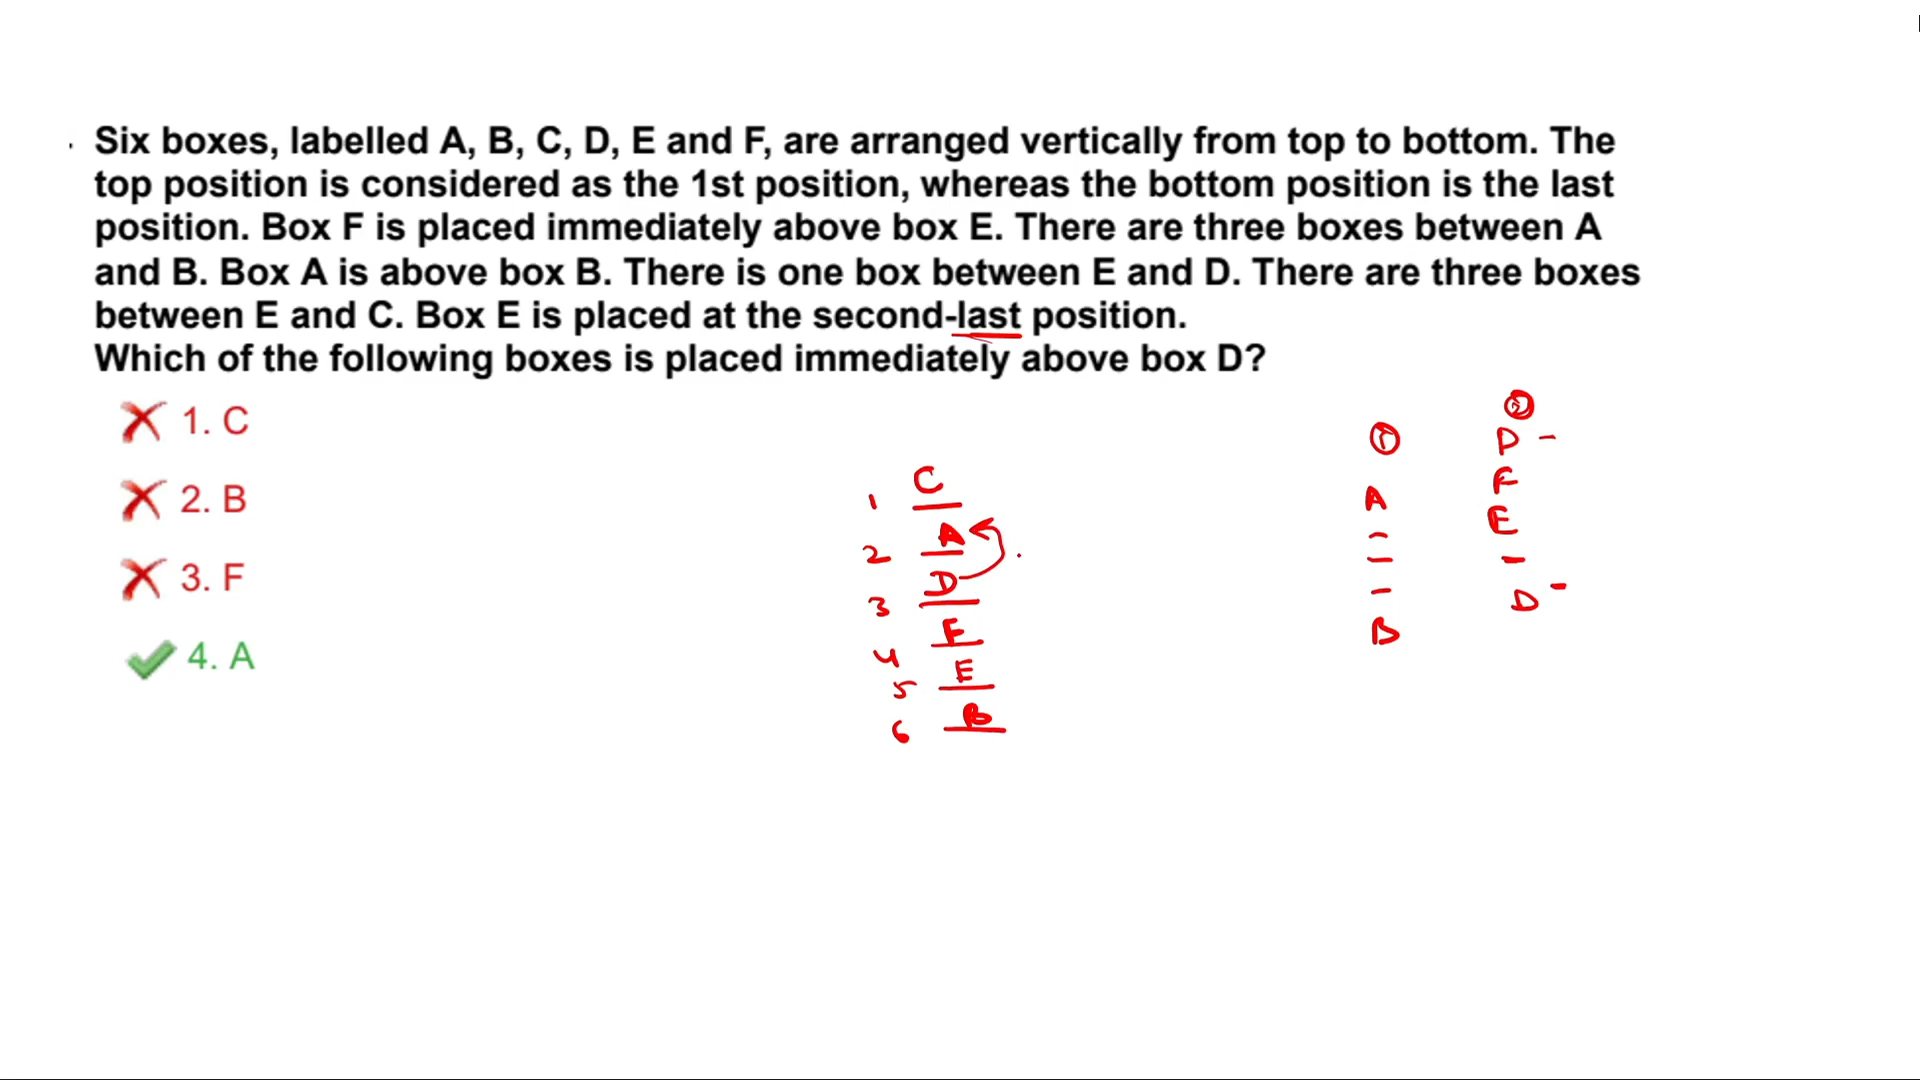 Six boxes, labelled A, B, C, D, E and F, are arranged vertically from top to bottom. The
top position is considered as the 1st position, whereas the bottom position is the last
position. Box F is placed immediately above box E. There are three boxes between A
and B. Box A is above box B. There is one box between E and D. There are three boxes
between E and C. Box E is placed at the second-last position.
Which of the following boxes is placed immediately above box D?
1. C
2. B
3. F
4. A
1 C
2 A
3 D
4 F
5 E
6 B
1
A
-
-
-
B
2
D -
F
E
-
D -